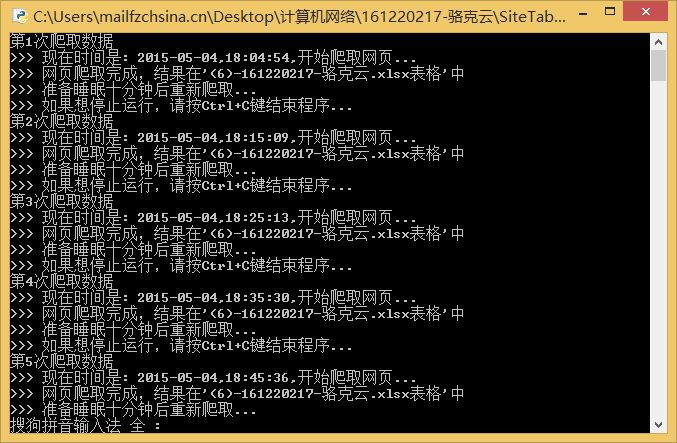 C:\Users\mailfzchsina.cn\Desktop\计算机网络\161220217-骆克云\SiteTab...
第1次爬取数据
>>> 现在时间是: 2015-05-04,18:04:54,开始爬取网页...
>>> 网页爬取完成，结果在'(6)-161220217-骆克云.xlsx表格'中
>>> 准备睡眠十分钟后重新爬取...
>>> 如果想停止运行，请按Ctrl+C键结束程序...
第2次爬取数据
>>> 现在时间是: 2015-05-04,18:15:09,开始爬取网页...
>>> 网页爬取完成，结果在'(6)-161220217-骆克云.xlsx表格'中
>>> 准备睡眠十分钟后重新爬取...
>>> 如果想停止运行，请按Ctrl+C键结束程序...
第3次爬取数据
>>> 现在时间是: 2015-05-04,18:25:13,开始爬取网页...
>>> 网页爬取完成，结果在'(6)-161220217-骆克云.xlsx表格'中
>>> 准备睡眠十分钟后重新爬取...
>>> 如果想停止运行，请按Ctrl+C键结束程序...
第4次爬取数据
>>> 现在时间是: 2015-05-04,18:35:30,开始爬取网页...
>>> 网页爬取完成，结果在'(6)-161220217-骆克云.xlsx表格'中
>>> 准备睡眠十分钟后重新爬取...
>>> 如果想停止运行，请按Ctrl+C键结束程序...
第5次爬取数据
>>> 现在时间是: 2015-05-04,18:45:36,开始爬取网页...
>>> 网页爬取完成，结果在'(6)-161220217-骆克云.xlsx表格'中
>>> 准备睡眠十分钟后重新爬取...
搜狗拼音输入法 全 :